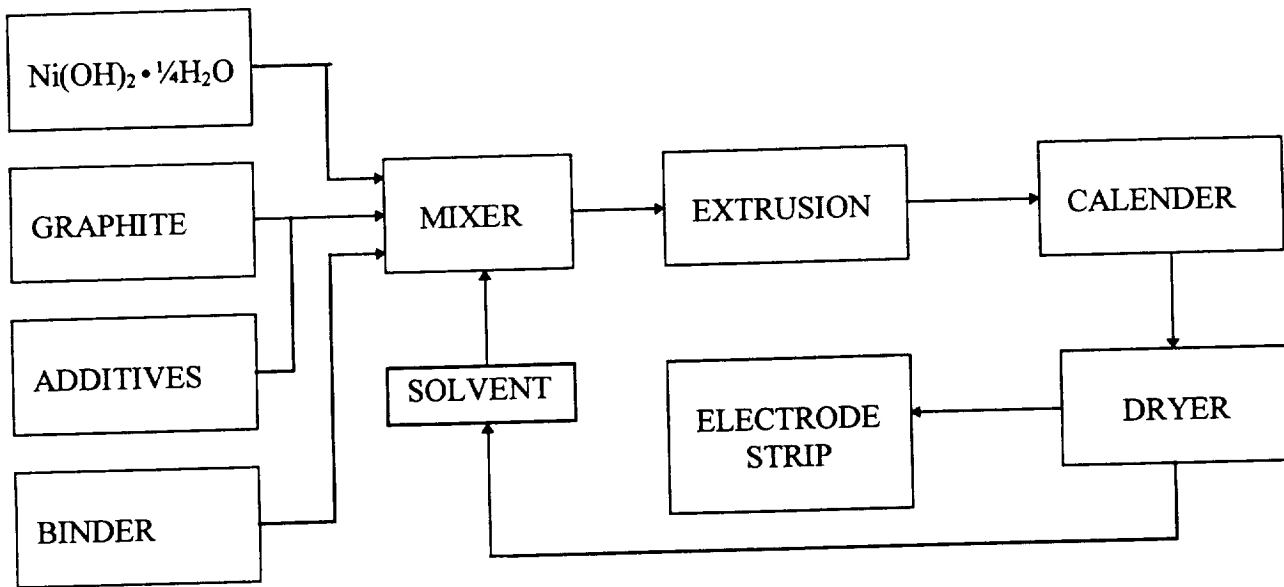 Ni(OH)₂ • ¼H₂O
GRAPHITE
ADDITIVES
BINDER
MIXER
SOLVENT
EXTRUSION
CALENDER
DRYER
ELECTRODE
STRIP